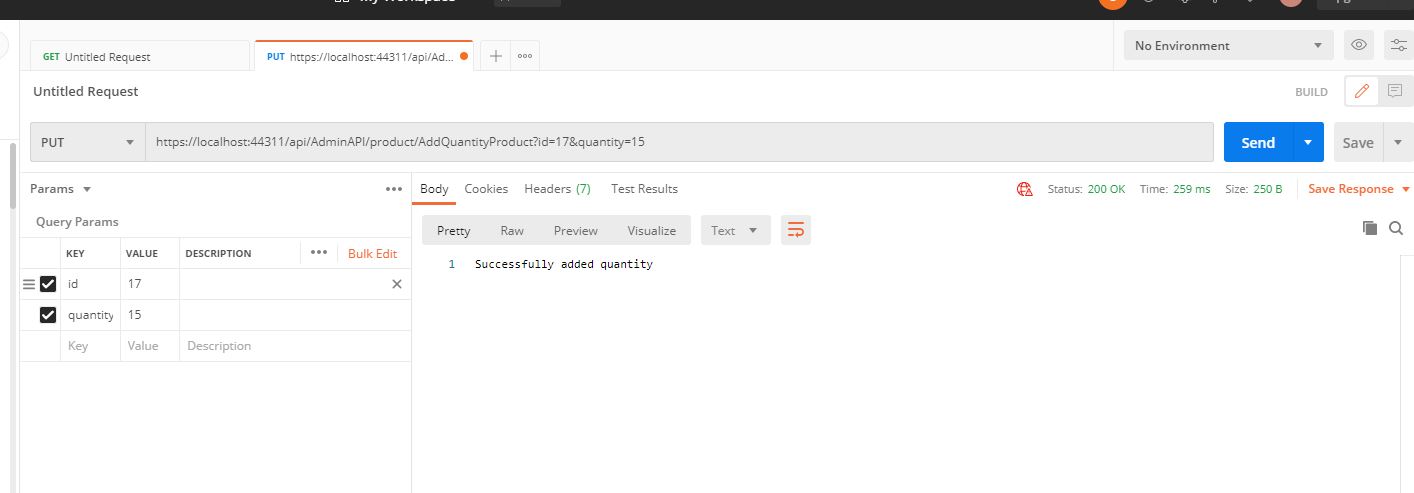 GET Untitled Request
PUT https://localhost:44311/api/Ad...
No Environment
Untitled Request
BUILD
PUT
https://localhost:44311/api/AdminAPI/product/AddQuantityProduct?id=17&quantity=15
Send
Save
Params
Body Cookies Headers (7) Test Results
Status: 200 OK Time: 259 ms Size: 250 B
Save Response
Query Params
Pretty Raw Preview Visualize Text
KEY VALUE DESCRIPTION Bulk Edit
1 Successfully added quantity
id 17
quantity 15
Key Value Description